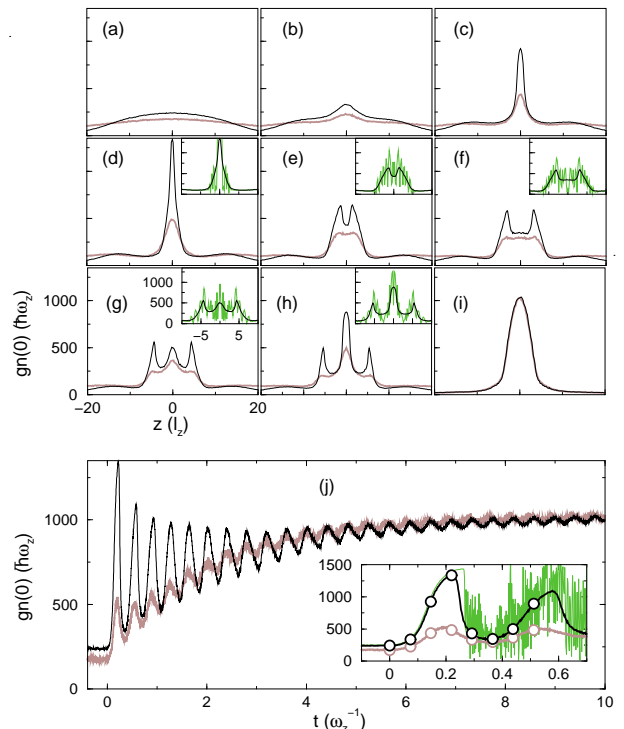 (a) (b) (c)
(d) (e) (f)
(g) (h) (i)
1000
500
0
−5 5
1000
500
0
−20 0 20
z (l_z)
gn(0) (ħω_z)
(j)
1000
500
0
gn(0) (ħω_z)
1500
1000
500
0
0 0.2 0.4 0.6
0 2 4 6 8 10
t (ω_z⁻¹)